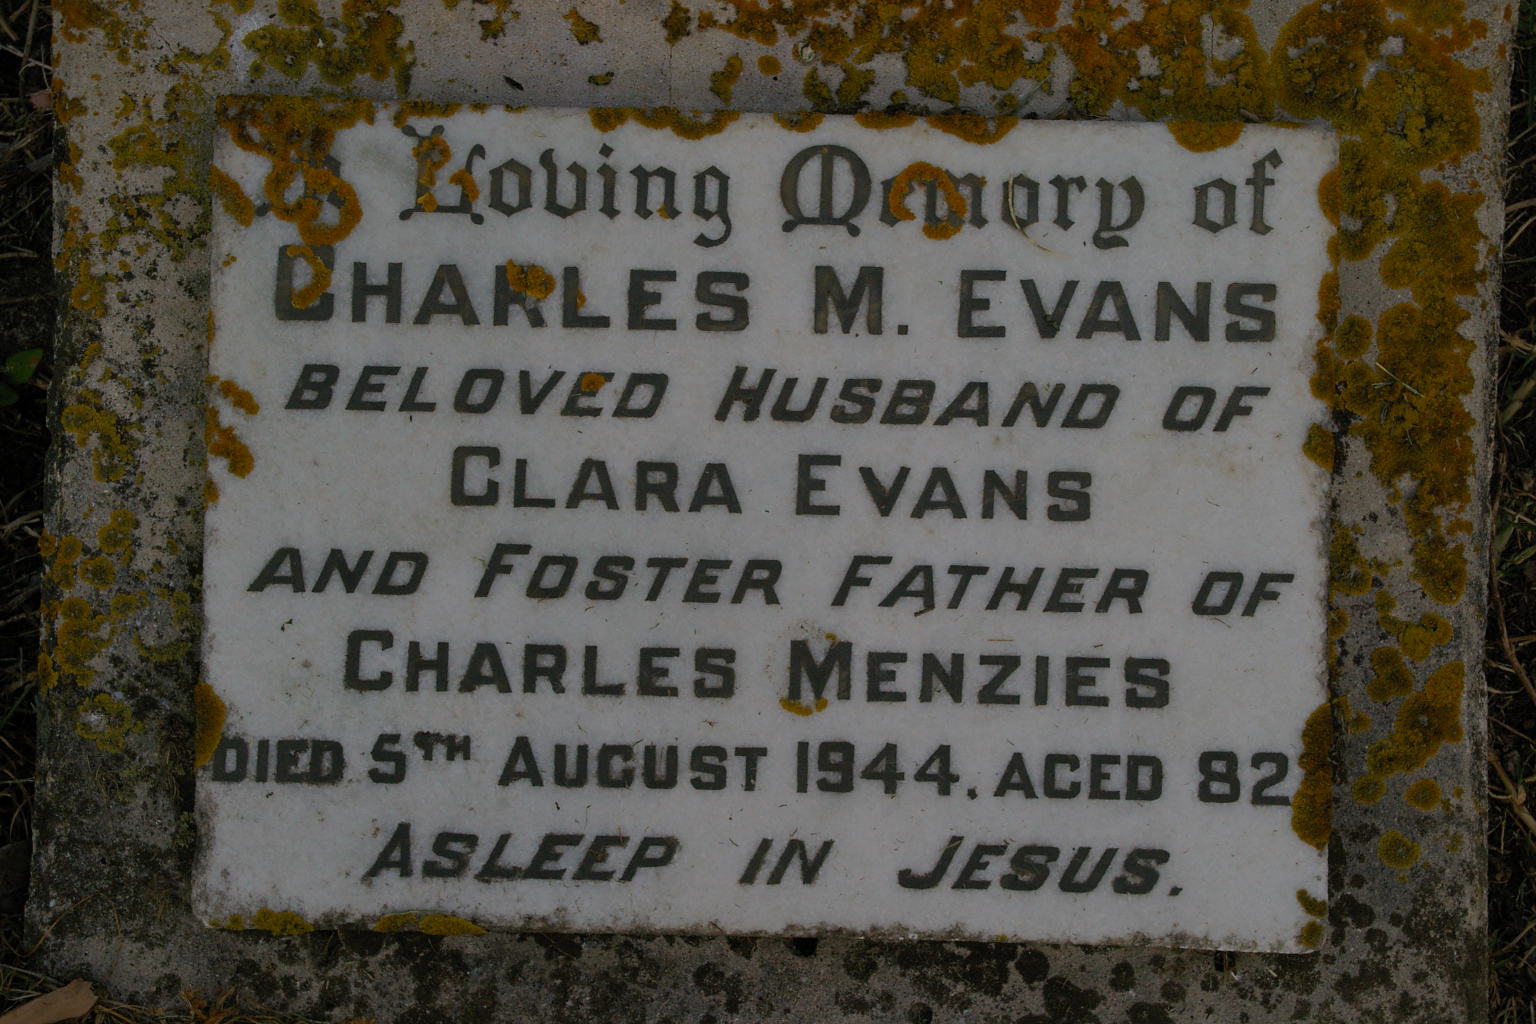 In Loving Memory of
CHARLES M. EVANS
BELOVED HUSBAND OF
CLARA EVANS
AND FOSTER FATHER OF
CHARLES MENZIES
DIED 5TH AUGUST 1944, AGED 82
ASLEEP IN JESUS.